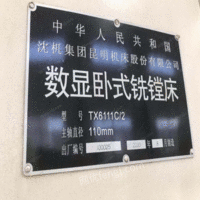 中华人民共和国
沈机集团昆明机床股份有限公司
数显卧式铣镗床
型号 TX6111C/2
主轴直径 110mm
出厂编号